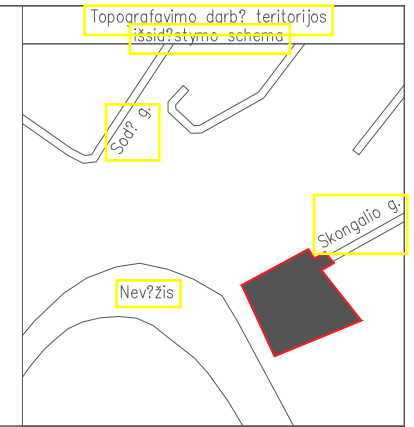 Topografavimo darb? teritorijos
išsid?stymo schema
Sod? g.
Skongalio g.
Nev?žis